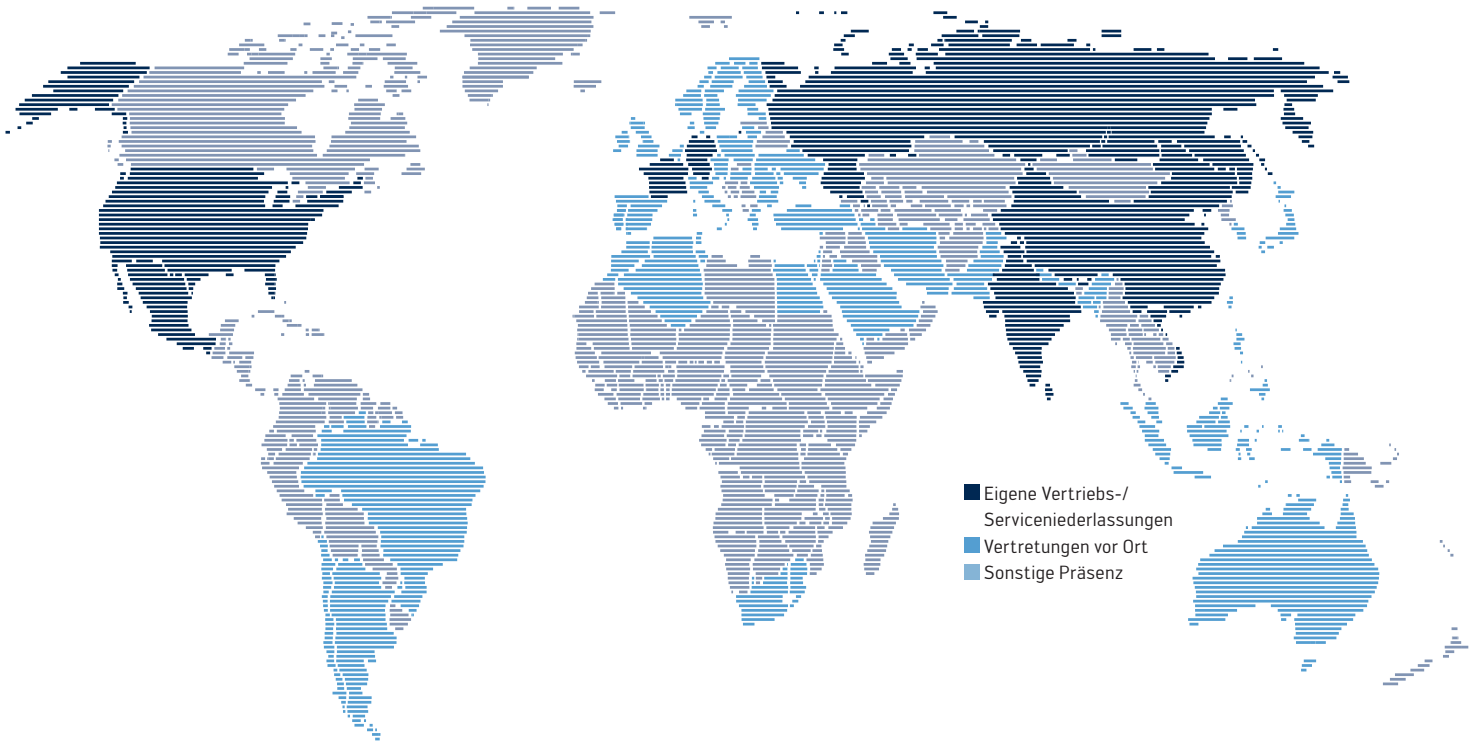 Eigene Vertriebs-/
Serviceniederlassungen
Vertretungen vor Ort
Sonstige Präsenz